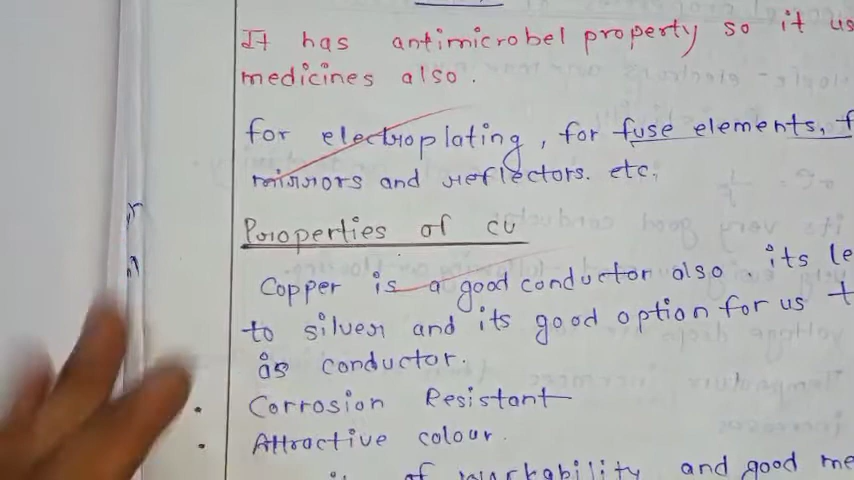 It has antimicrobel property so it us
medicines also.
for electroplating, for fuse elements, f
mirrors and reflectors. etc.
Properties of cu
Copper is a good conductor also. its le
to silver and its good option for us t
as conductor.
• Corrosion Resistant
• Attractive colour.
of workability and good me